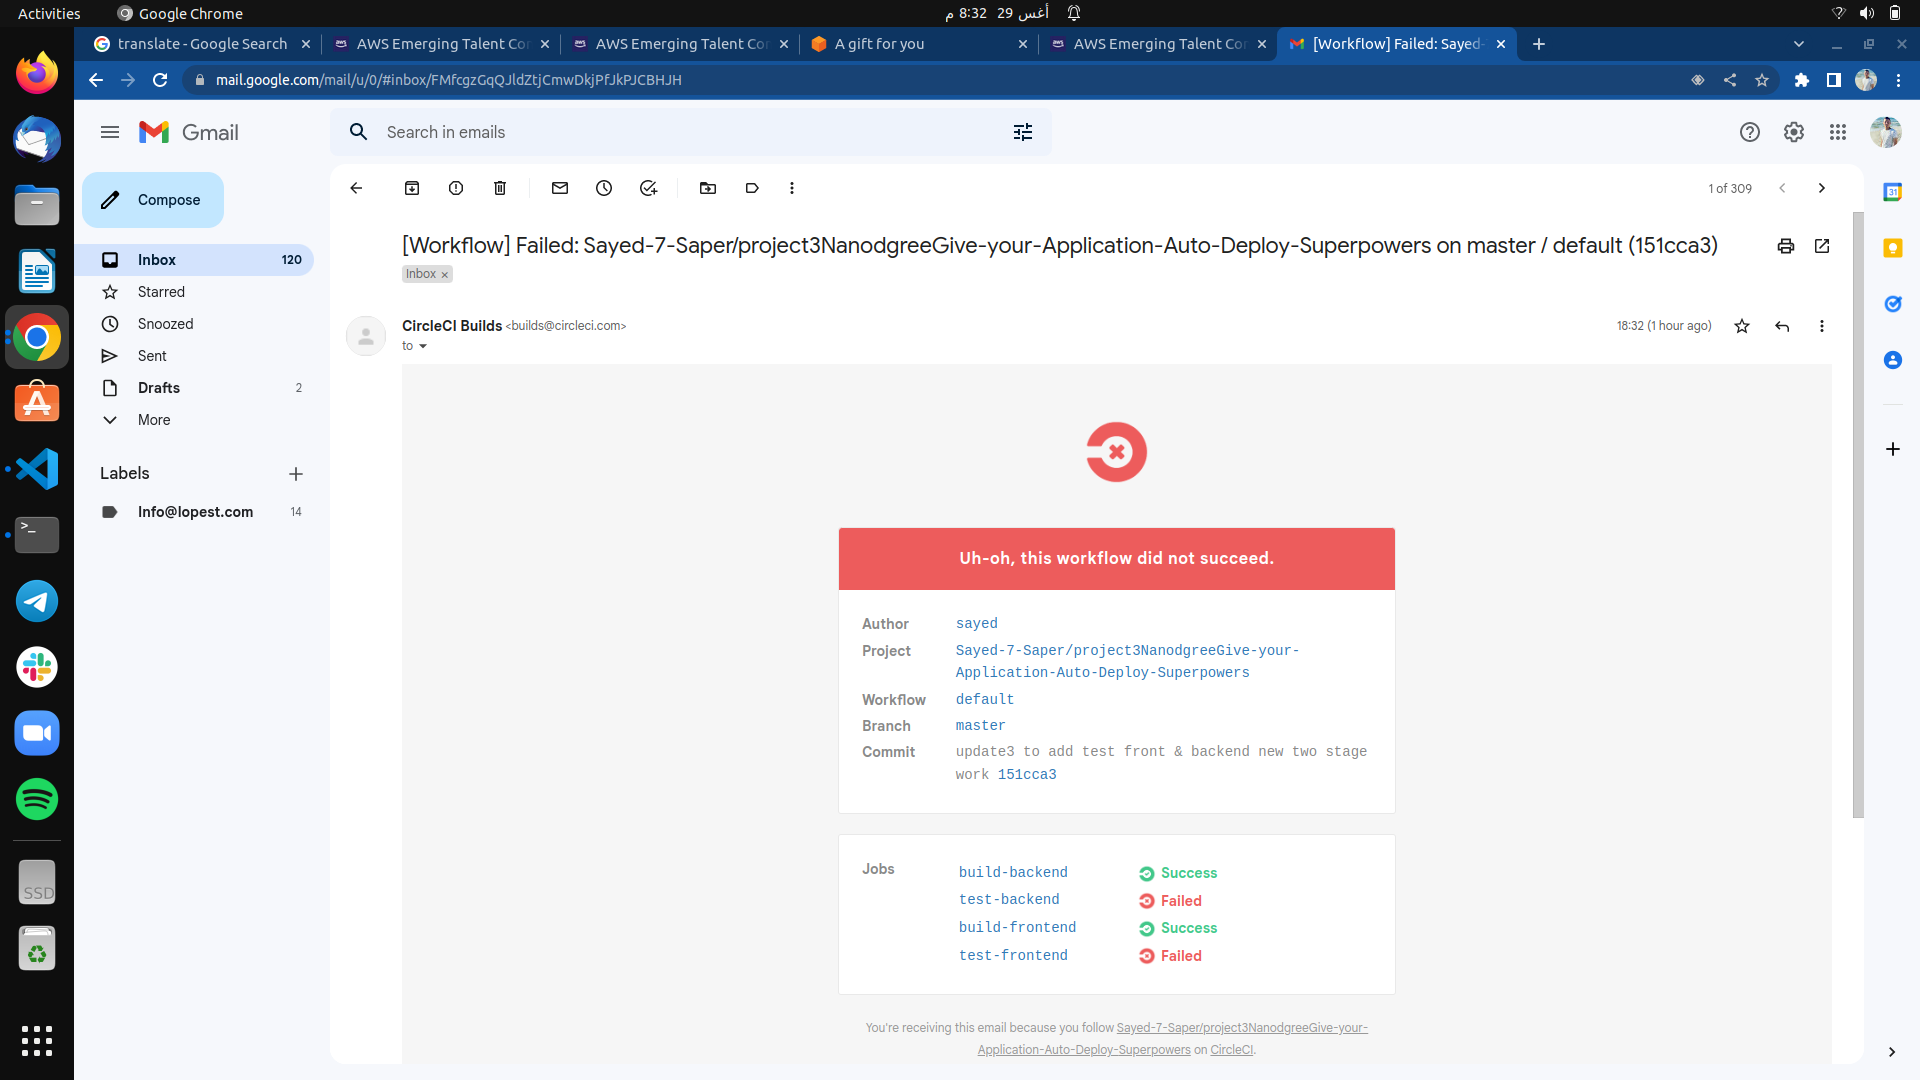 Activities
Google Chrome
أغس 29  8:32 م
translate - Google Search
AWS Emerging Talent Co
AWS Emerging Talent Co
A gift for you
AWS Emerging Talent Co
[Workflow] Failed: Sayed-
mail.google.com/mail/u/0/#inbox/FMfcgzGqQJldZtjCmwDkjPfJkPJCBHJH
Gmail
Search in emails
Compose
1 of 309
Inbox 120
Starred
Snoozed
Sent
Drafts 2
More
Labels
Info@lopest.com 14
[Workflow] Failed: Sayed-7-Saper/project3NanodgreeGive-your-Application-Auto-Deploy-Superpowers on master / default (151cca3)
Inbox
CircleCI Builds <builds@circleci.com>
18:32 (1 hour ago)
to
Uh-oh, this workflow did not succeed.
Author sayed
Project Sayed-7-Saper/project3NanodgreeGive-your-
Application-Auto-Deploy-Superpowers
Workflow default
Branch master
Commit update3 to add test front & backend new two stage
work 151cca3
Jobs build-backend Success
test-backend Failed
build-frontend Success
test-frontend Failed
You're receiving this email because you follow Sayed-7-Saper/project3NanodgreeGive-your-
Application-Auto-Deploy-Superpowers on CircleCI.
SSD
31